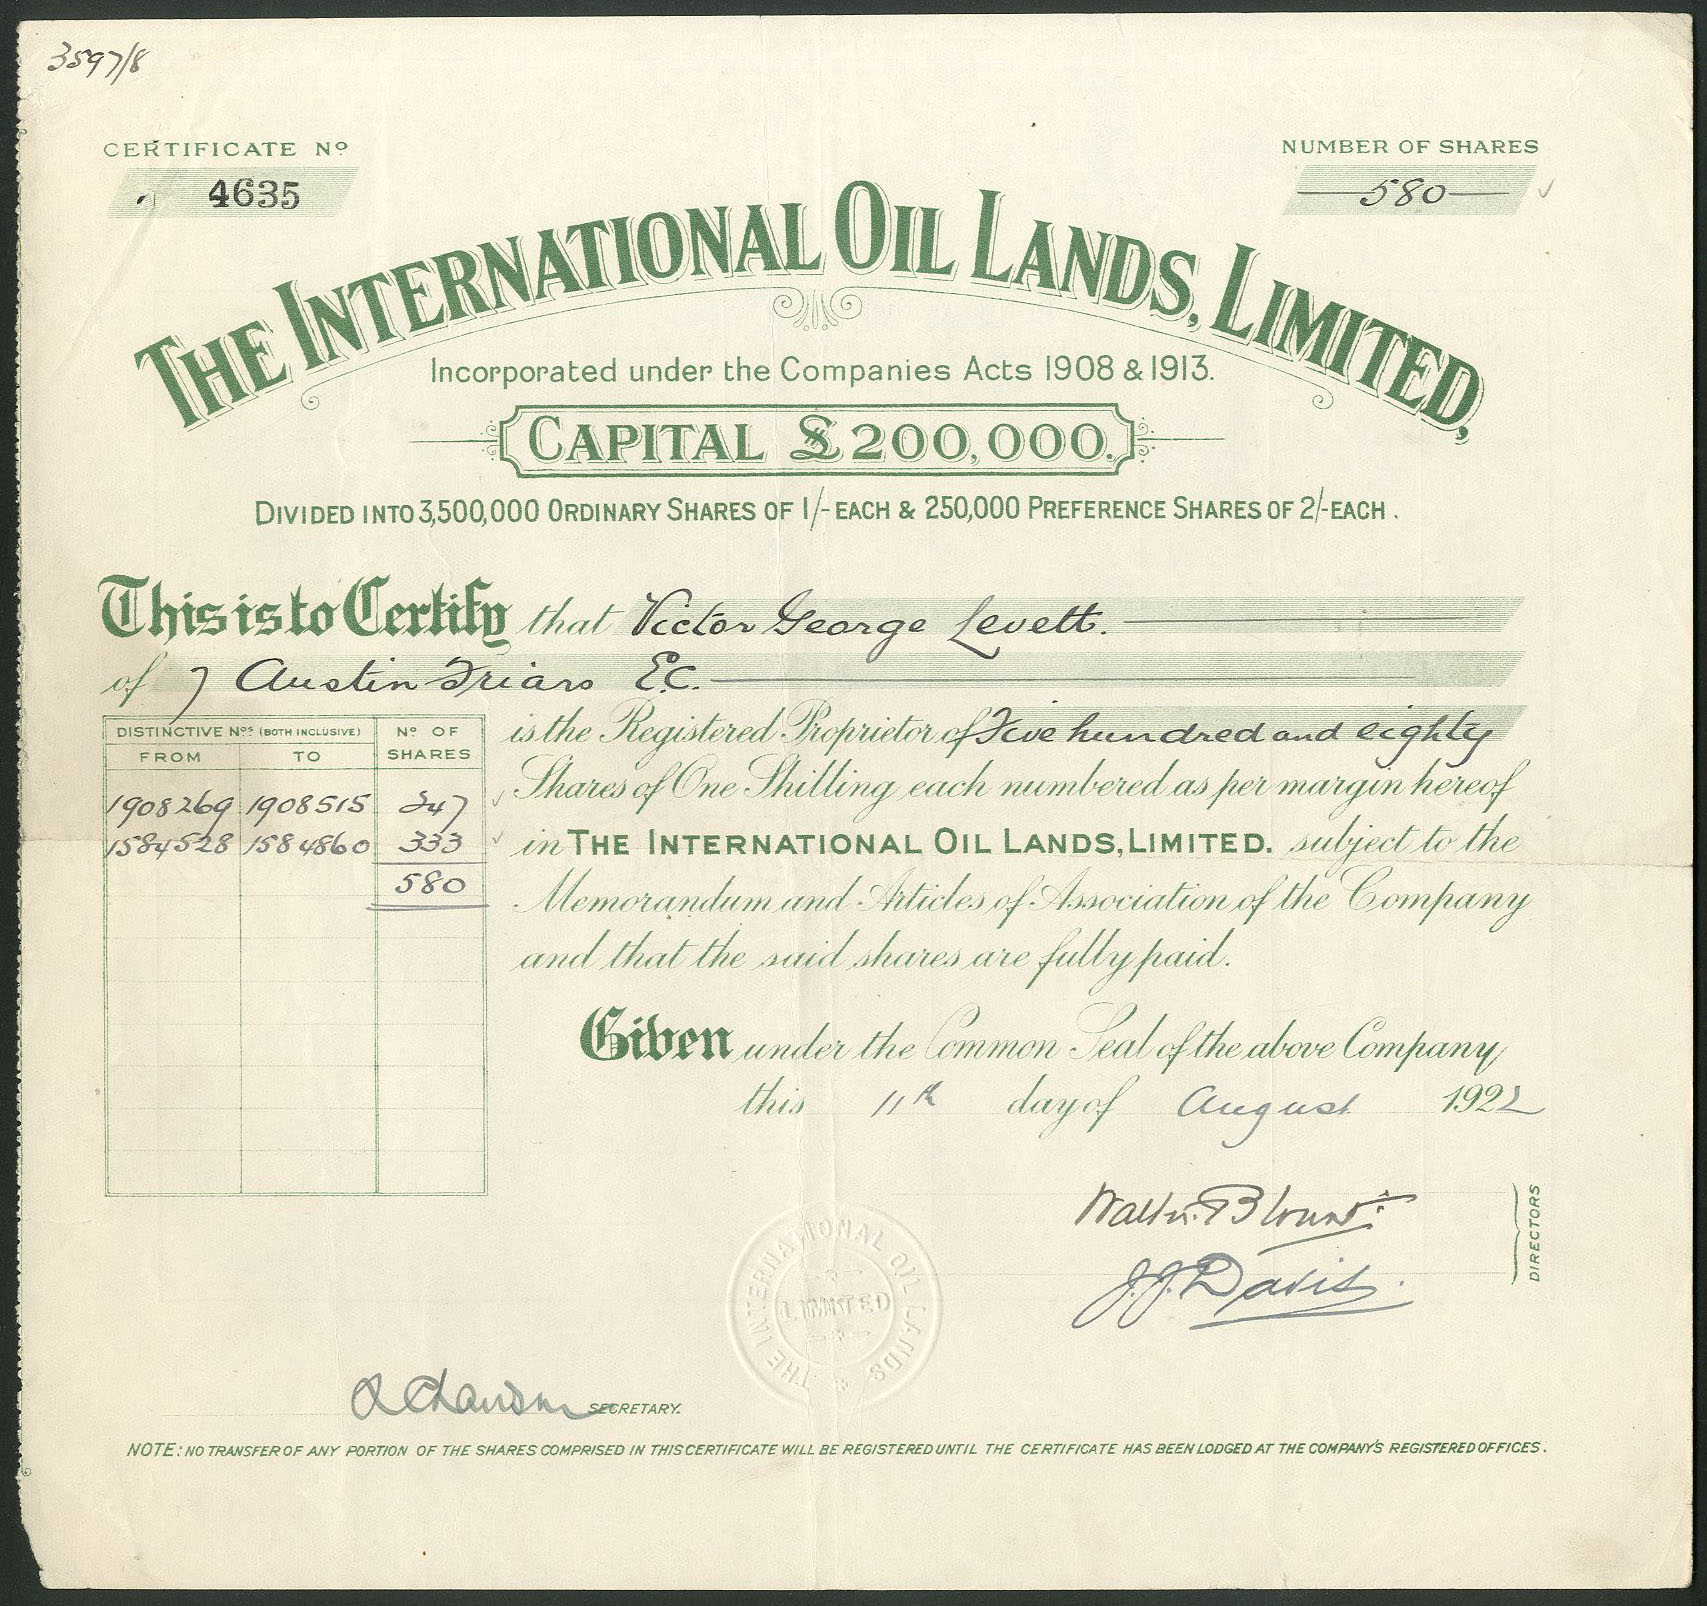 3597/8
CERTIFICATE Nº
4635
NUMBER OF SHARES
580
THE INTERNATIONAL OIL LANDS, LIMITED,
Incorporated under the Companies Acts 1908 & 1913.
CAPITAL £200,000.
DIVIDED INTO 3,500,000 ORDINARY SHARES OF 1/- EACH & 250,000 PREFERENCE SHARES OF 2/- EACH.
This is to Certify that Victor George Levett.
of 7 Austin Friars E.C.
is the Registered Proprietor of Five hundred and eighty
Shares of One Shilling each numbered as per margin hereof
in THE INTERNATIONAL OIL LANDS, LIMITED. subject to the
Memorandum and Articles of Association of the Company
and that the said shares are fully paid.
DISTINCTIVE Nºˢ (BOTH INCLUSIVE) Nº OF SHARES
FROM TO
1908269 1908515 247
1584528 1584860 333
580
Given under the Common Seal of the above Company
this 11th day of August 1922
Walter Blount
J.J. Davis.
DIRECTORS
THE INTERNATIONAL OIL LANDS
LIMITED
SECRETARY.
NOTE: NO TRANSFER OF ANY PORTION OF THE SHARES COMPRISED IN THIS CERTIFICATE WILL BE REGISTERED UNTIL THE CERTIFICATE HAS BEEN LODGED AT THE COMPANY'S REGISTERED OFFICES.